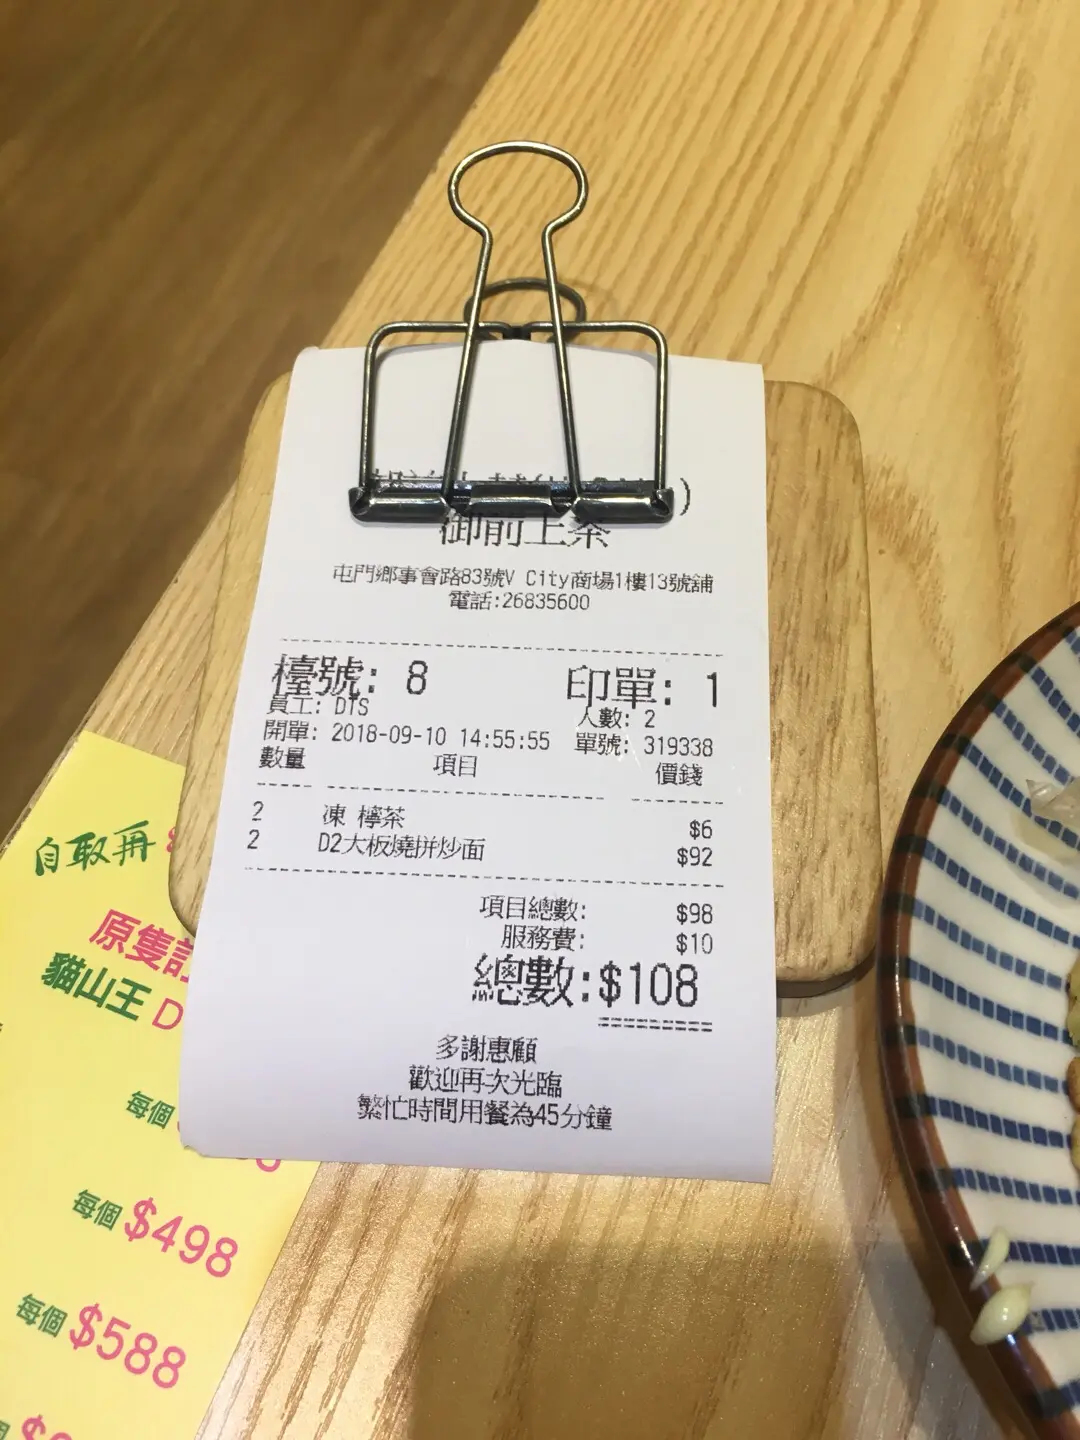 御前上茶
屯門鄉事會路83號V City商場1樓13號舖
電話:26835600
檯號: 8 印單: 1
員工: DTS 人數: 2
開單: 2018-09-10 14:55:55 單號: 319338
數量 項目 價錢
2 凍 檸茶 $6
2 D2大板燒拼炒面 $92
項目總數: $98
服務費: $10
總數:$108
多謝惠顧
歡迎再次光臨
繁忙時間用餐為45分鐘
自取再
原隻
貓山王 D
每個
每個 $498
每個 $588